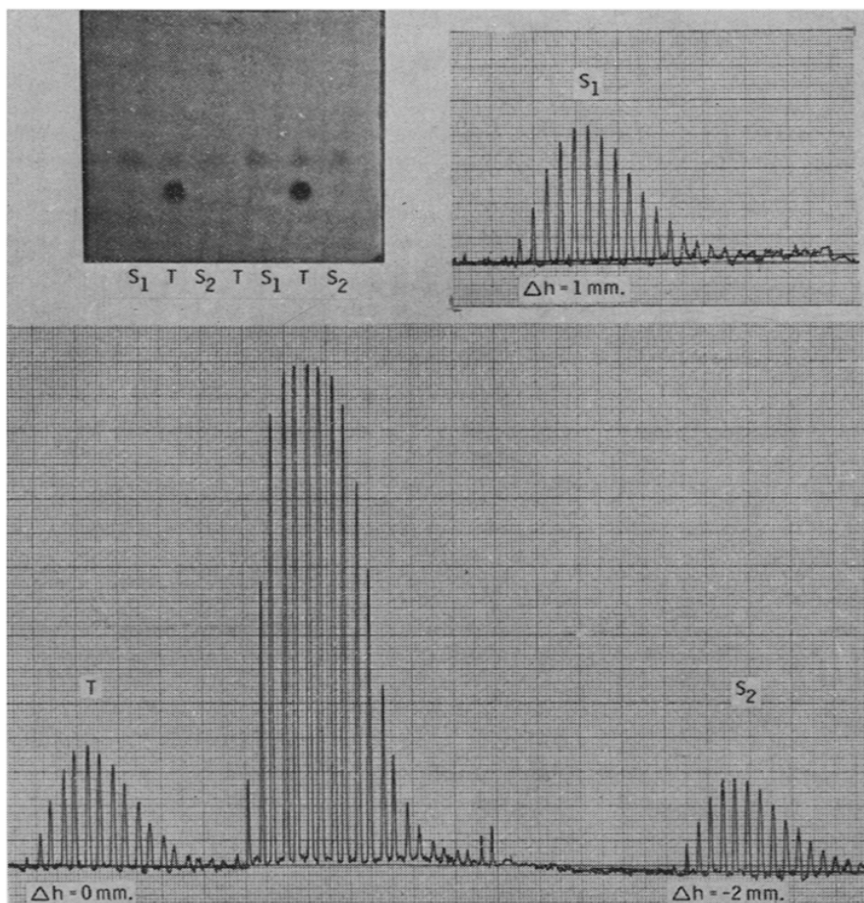 S1
S1 T S2 T S1 T S2
Δh = 1 mm.
T
S2
Δh = 0 mm.
Δh = -2 mm.